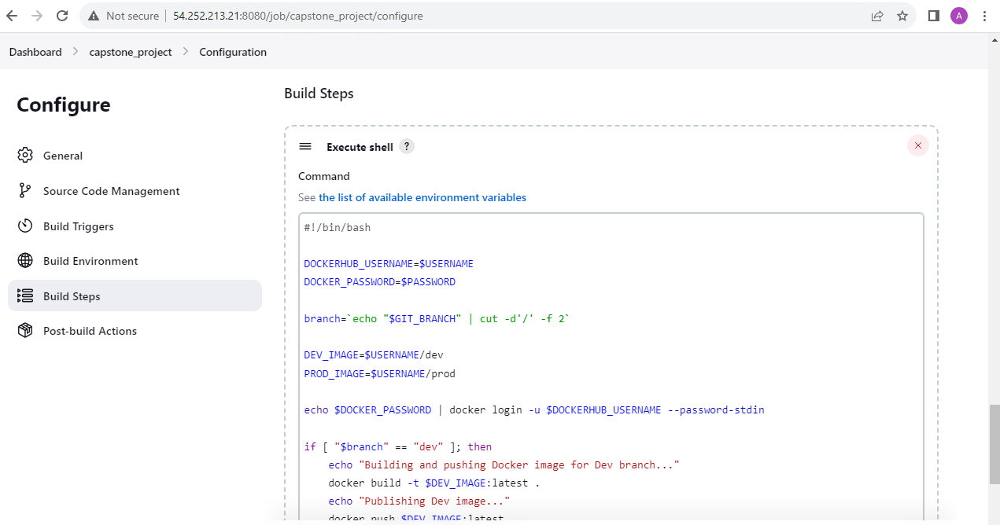 Not secure 54.252.213.21:8080/job/capstone_project/configure A
Dashboard capstone_project Configuration
Configure
General
Source Code Management
Build Triggers
Build Environment
Build Steps
Post-build Actions
Build Steps
Execute shell ?
Command
See the list of available environment variables
#!/bin/bash
DOCKERHUB_USERNAME=$USERNAME
DOCKER_PASSWORD=$PASSWORD
branch=`echo "$GIT_BRANCH" | cut -d'/' -f 2`
DEV_IMAGE=$USERNAME/dev
PROD_IMAGE=$USERNAME/prod
echo $DOCKER_PASSWORD | docker login -u $DOCKERHUB_USERNAME --password-stdin
if [ "$branch" == "dev" ]; then
echo "Building and pushing Docker image for Dev branch..."
docker build -t $DEV_IMAGE:latest .
echo "Publishing Dev image..."
docker push $DEV_IMAGE:latest